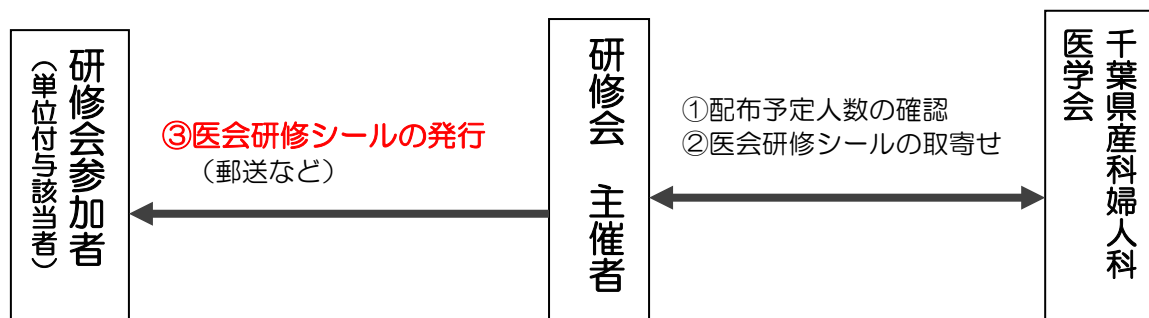 研修会参加者
（単位付与該当者）
③医会研修シールの発行
（郵送など）
研修会　主催者
①配布予定人数の確認
②医会研修シールの取寄せ
千葉県産科婦人科
医学会